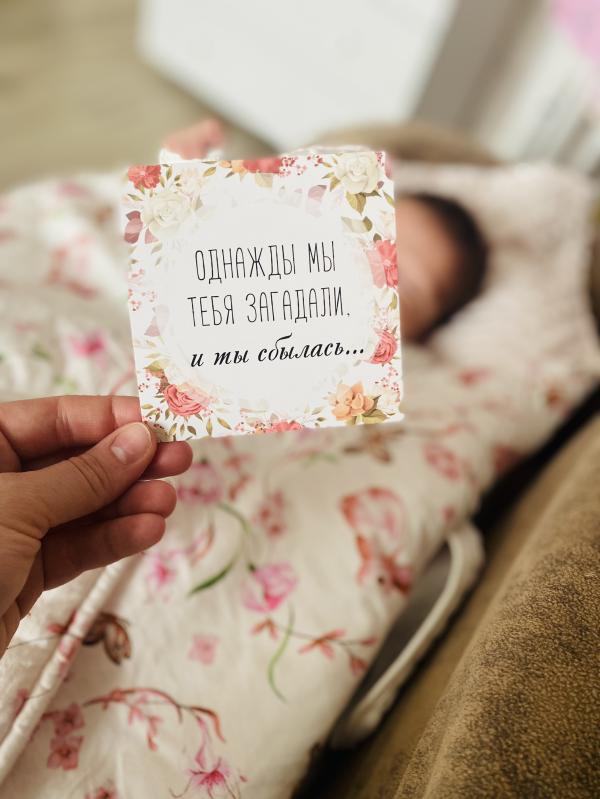 ОДНАЖДЫ МЫ
ТЕБЯ ЗАГАДАЛИ,
и ты сбылась...